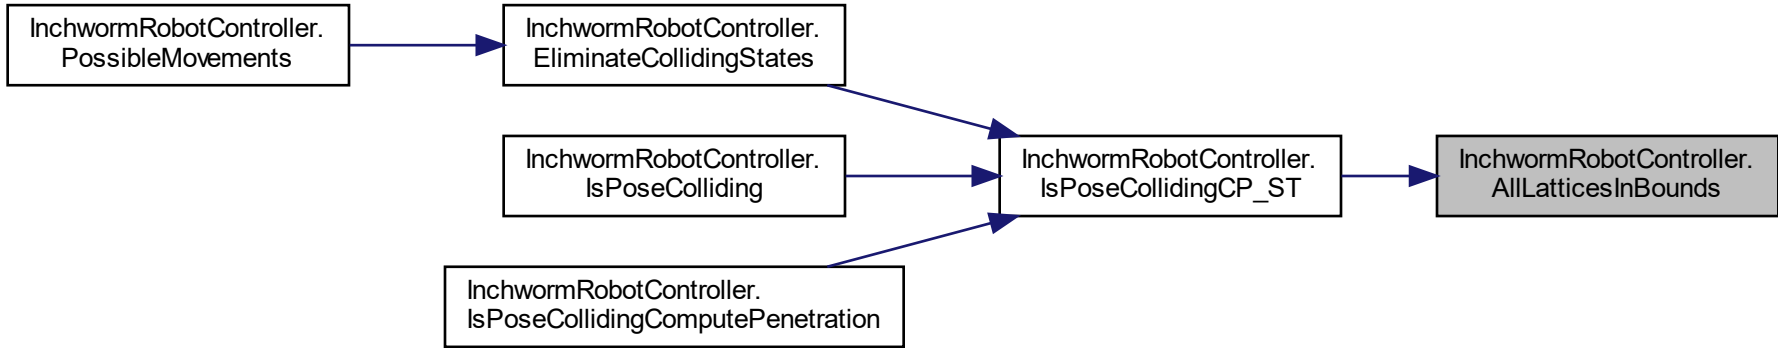 InchwormRobotController.
PossibleMovements
InchwormRobotController.
EliminateCollidingStates
InchwormRobotController.
IsPoseColliding
InchwormRobotController.
IsPoseCollidingComputePenetration
InchwormRobotController.
IsPoseCollidingCP_ST
InchwormRobotController.
AllLatticesInBounds